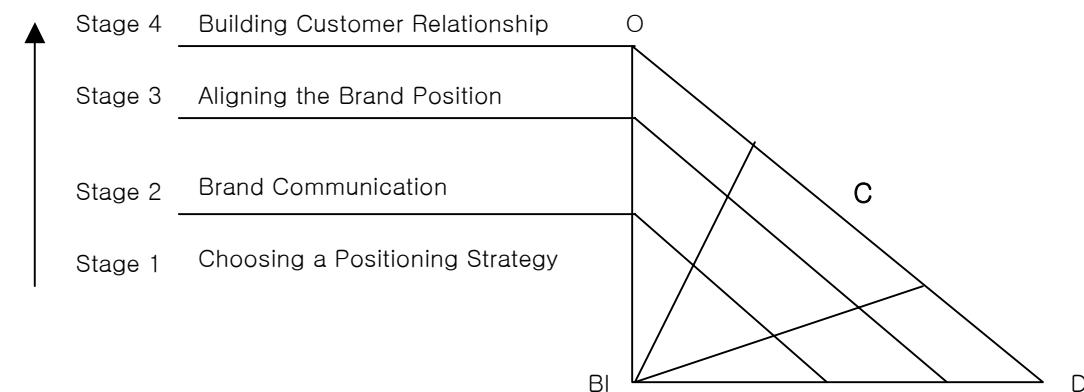 Stage 4 Building Customer Relationship O
Stage 3 Aligning the Brand Position
Stage 2 Brand Communication
C
Stage 1 Choosing a Positioning Strategy
BI D